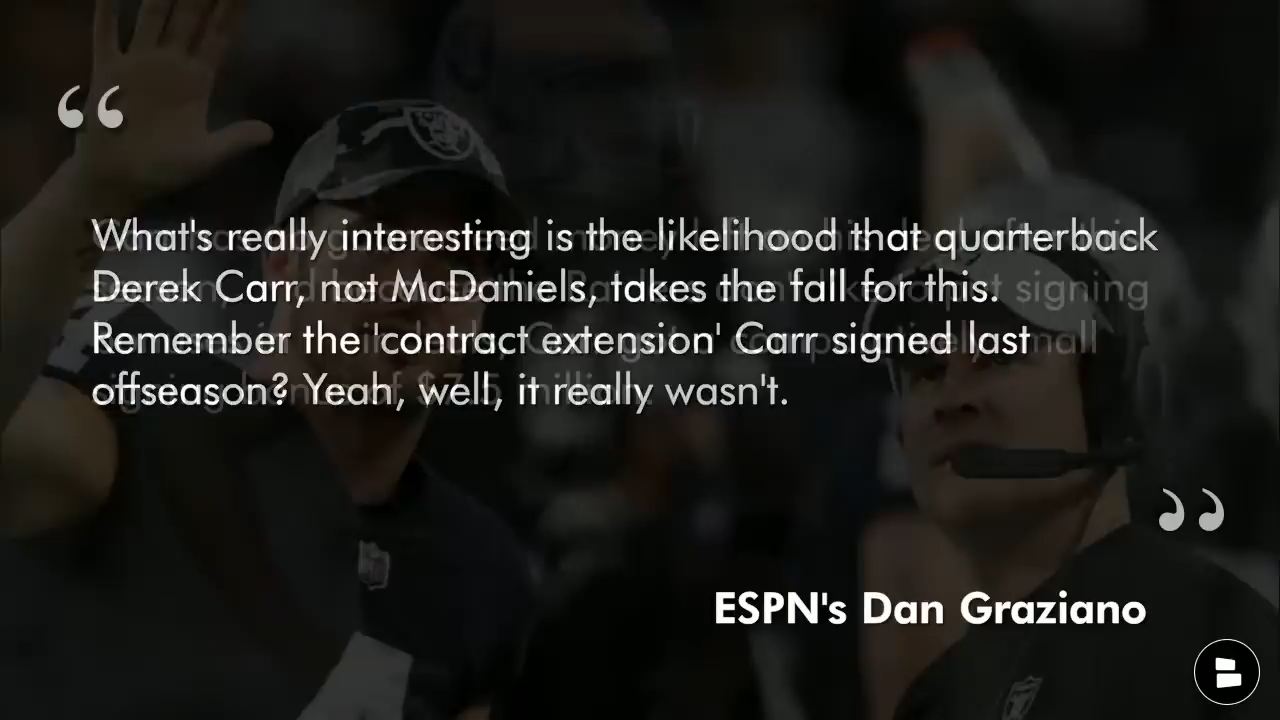 What's really interesting is the likelihood that quarterback
Derek Carr, not McDaniels, takes the fall for this.
Remember the 'contract extension' Carr signed last
offseason? Yeah, well, it really wasn't.
ESPN's Dan Graziano